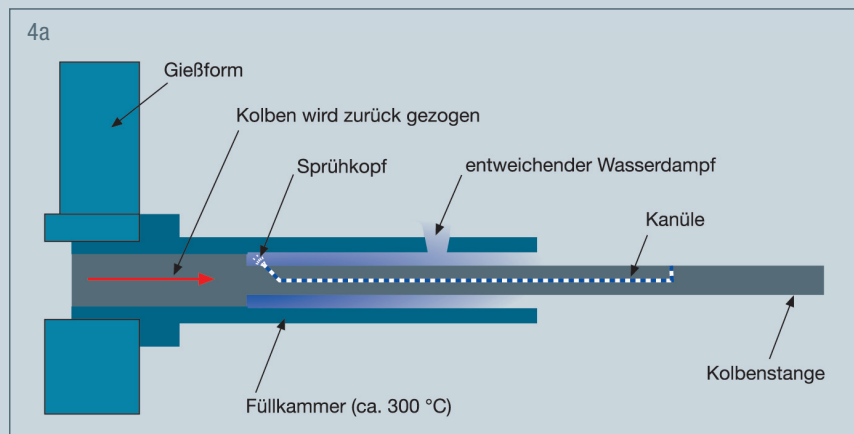 4a
Gießform
Kolben wird zurück gezogen
Sprühkopf
entweichender Wasserdampf
Kanüle
Kolbenstange
Füllkammer (ca. 300 °C)